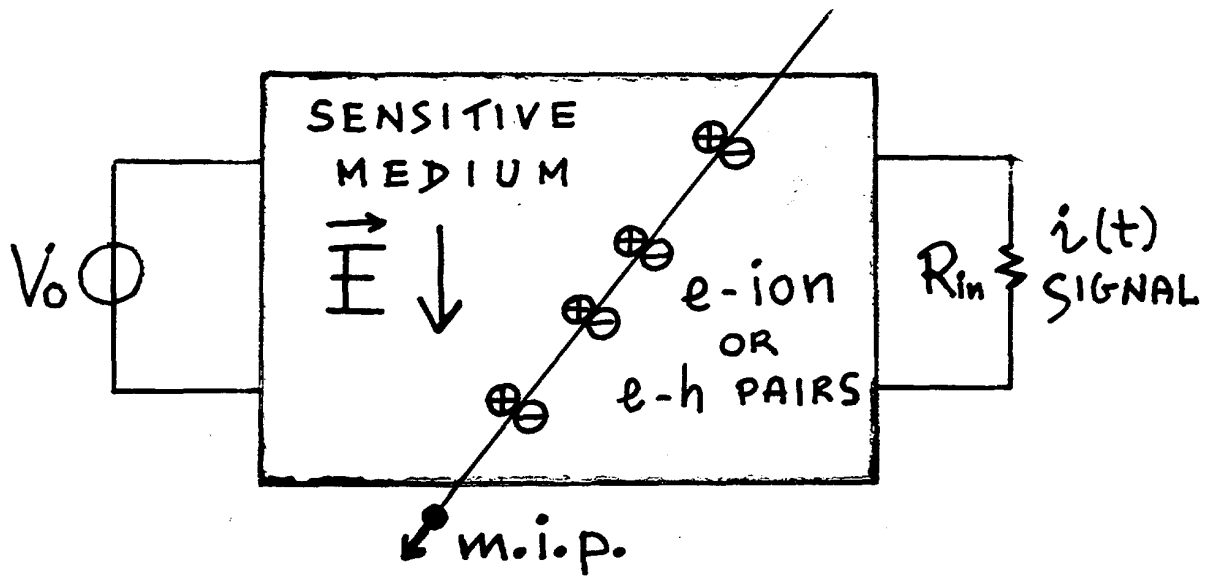 SENSITIVE
MEDIUM
E
V₀
⊕⊖
⊕⊖
⊕⊖
⊕⊖
e-ion
OR
e-h PAIRS
Rin
i(t)
SIGNAL
m.i.p.